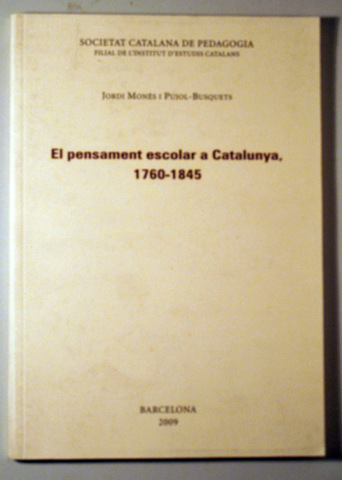 SOCIETAT CATALANA DE PEDAGOGIA
FILIAL DE L'INSTITUT D'ESTUDIS CATALANS
JORDI MONÉS I PUJOL-BUSQUETS
El pensament escolar a Catalunya,
1760-1845
BARCELONA
2009